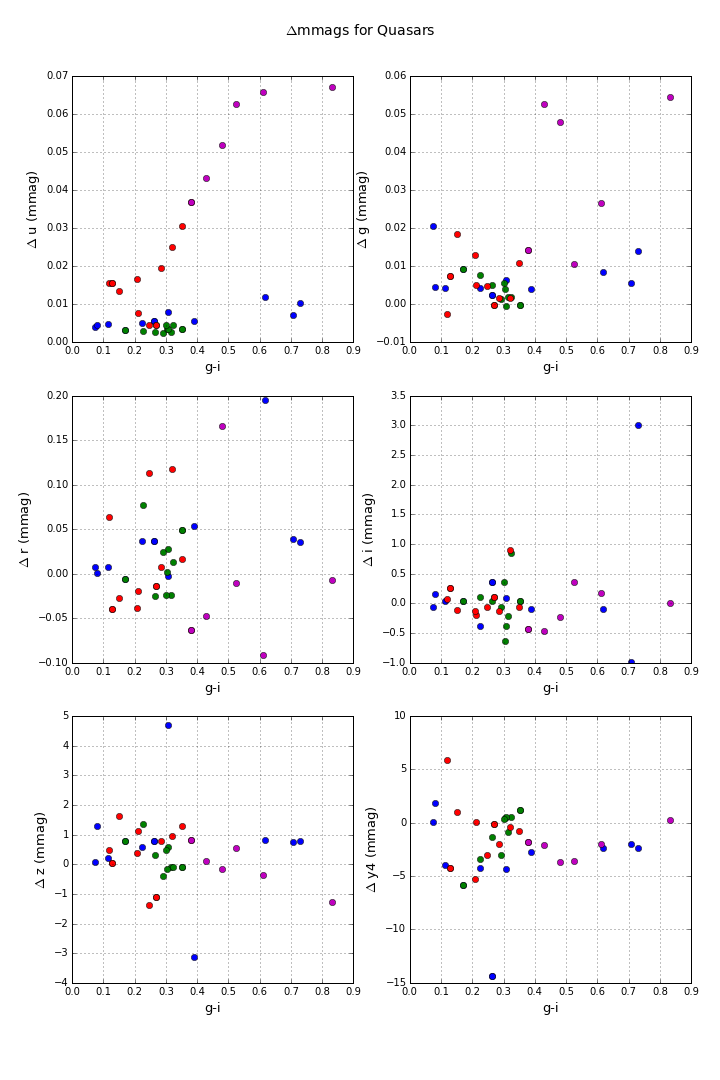 Δmmags for Quasars
0.07
0.06
0.05
0.04
0.03
0.02
0.01
0.00
Δ u (mmag)
0.0 0.1 0.2 0.3 0.4 0.5 0.6 0.7 0.8 0.9
g-i
0.06
0.05
0.04
0.03
0.02
0.01
0.00
−0.01
Δ g (mmag)
0.0 0.1 0.2 0.3 0.4 0.5 0.6 0.7 0.8 0.9
g-i
0.20
0.15
0.10
0.05
0.00
−0.05
−0.10
Δ r (mmag)
0.0 0.1 0.2 0.3 0.4 0.5 0.6 0.7 0.8 0.9
g-i
3.5
3.0
2.5
2.0
1.5
1.0
0.5
0.0
−0.5
−1.0
Δ i (mmag)
0.0 0.1 0.2 0.3 0.4 0.5 0.6 0.7 0.8 0.9
g-i
5
4
3
2
1
0
−1
−2
−3
−4
Δ z (mmag)
0.0 0.1 0.2 0.3 0.4 0.5 0.6 0.7 0.8 0.9
g-i
10
5
0
−5
−10
−15
Δ y4 (mmag)
0.0 0.1 0.2 0.3 0.4 0.5 0.6 0.7 0.8 0.9
g-i